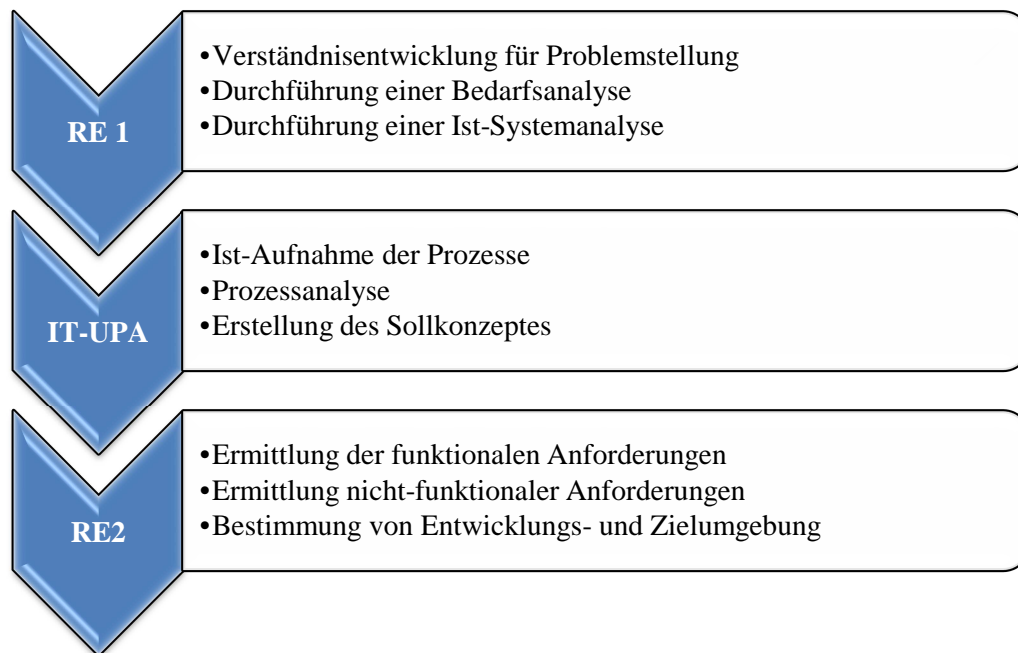 RE 1
•Verständnisentwicklung für Problemstellung
•Durchführung einer Bedarfsanalyse
•Durchführung einer Ist-Systemanalyse
IT-UPA
•Ist-Aufnahme der Prozesse
•Prozessanalyse
•Erstellung des Sollkonzeptes
RE2
•Ermittlung der funktionalen Anforderungen
•Ermittlung nicht-funktionaler Anforderungen
•Bestimmung von Entwicklungs- und Zielumgebung